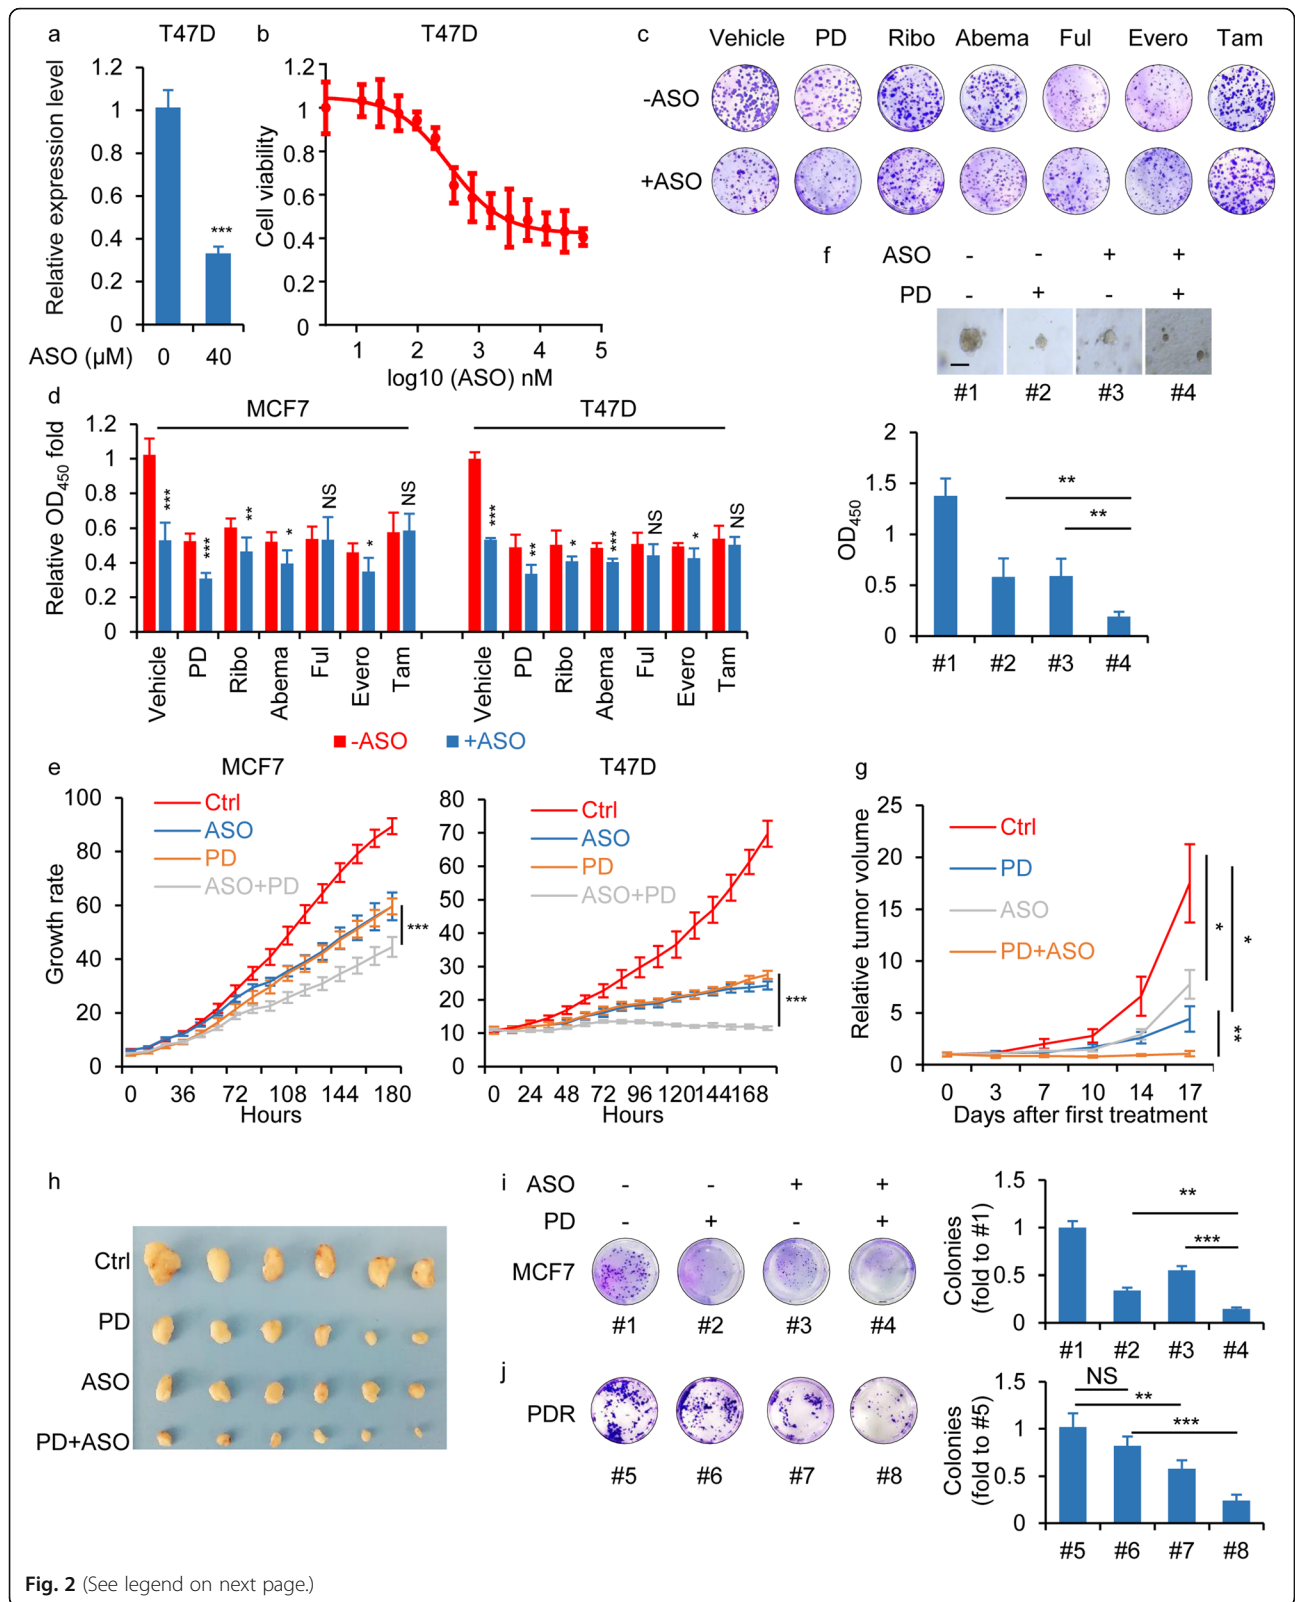 a
T47D
Relative expression level
1.2
1
0.8
0.6
0.4
0.2
0
***
ASO (µM) 0 40
b
T47D
Cell viability
1.2
1
0.8
0.6
0.4
0.2
0
1 2 3 4 5
log10 (ASO) nM
c
Vehicle PD Ribo Abema Ful Evero Tam
-ASO
+ASO
f
ASO - - + +
PD - + - +
#1 #2 #3 #4
OD450
2
1.5
1
0.5
0
**
**
#1 #2 #3 #4
d
MCF7 T47D
Relative OD450 fold
1.2
1
0.8
0.6
0.4
0.2
0
*** *** ** * NS * NS
*** ** * *** NS * NS
Vehicle PD Ribo Abema Ful Evero Tam
Vehicle PD Ribo Abema Ful Evero Tam
-ASO +ASO
e
MCF7
Growth rate
100
80
60
40
20
0
Ctrl
ASO
PD
ASO+PD
***
0 36 72 108 144 180
Hours
T47D
80
70
60
50
40
30
20
10
0
Ctrl
ASO
PD
ASO+PD
***
0 24 48 72 96 120 144 168
Hours
g
Relative tumor volume
25
20
15
10
5
0
Ctrl
PD
ASO
PD+ASO
*
*
**
0 3 7 10 14 17
Days after first treatment
h
Ctrl
PD
ASO
PD+ASO
i
ASO - - + +
PD - + - +
MCF7
#1 #2 #3 #4
Colonies
(fold to #1)
1.5
1
0.5
0
**
***
#1 #2 #3 #4
j
PDR
#5 #6 #7 #8
Colonies
(fold to #5)
1.5
1
0.5
0
NS
**
***
#5 #6 #7 #8
Fig. 2 (See legend on next page.)